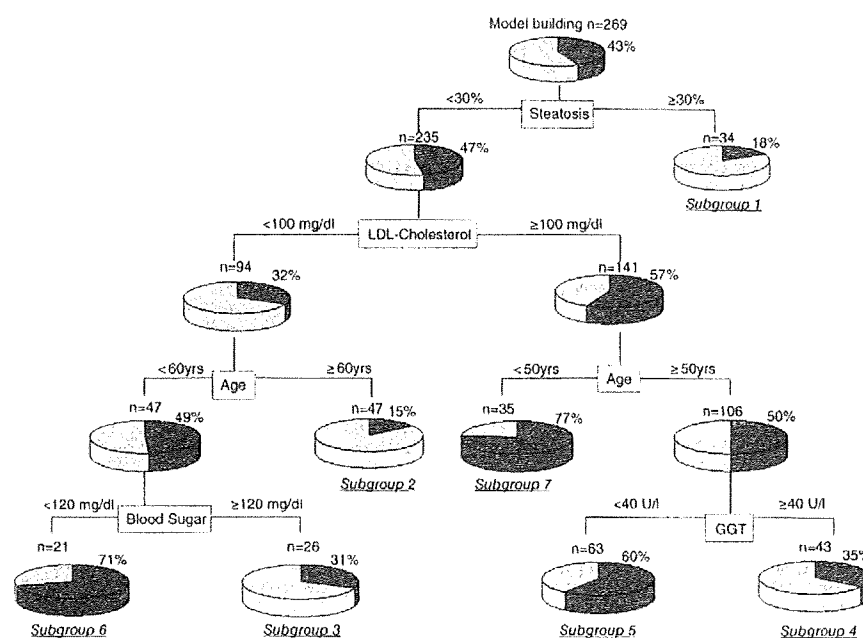 Model building n=269
43%
<30%
≥30%
Steatosis
n=235
47%
n=34
18%
Subgroup 1
<100 mg/dl
≥100 mg/dl
LDL-Cholesterol
n=94
32%
n=141
57%
<60yrs
≥60yrs
Age
<50yrs
≥50yrs
Age
n=47
49%
n=47
15%
n=35
77%
n=106
50%
Subgroup 2
Subgroup 7
<120 mg/dl
≥120 mg/dl
Blood Sugar
<40 U/l
≥40 U/l
GGT
n=21
71%
n=26
31%
n=63
60%
n=43
35%
Subgroup 6
Subgroup 3
Subgroup 5
Subgroup 4